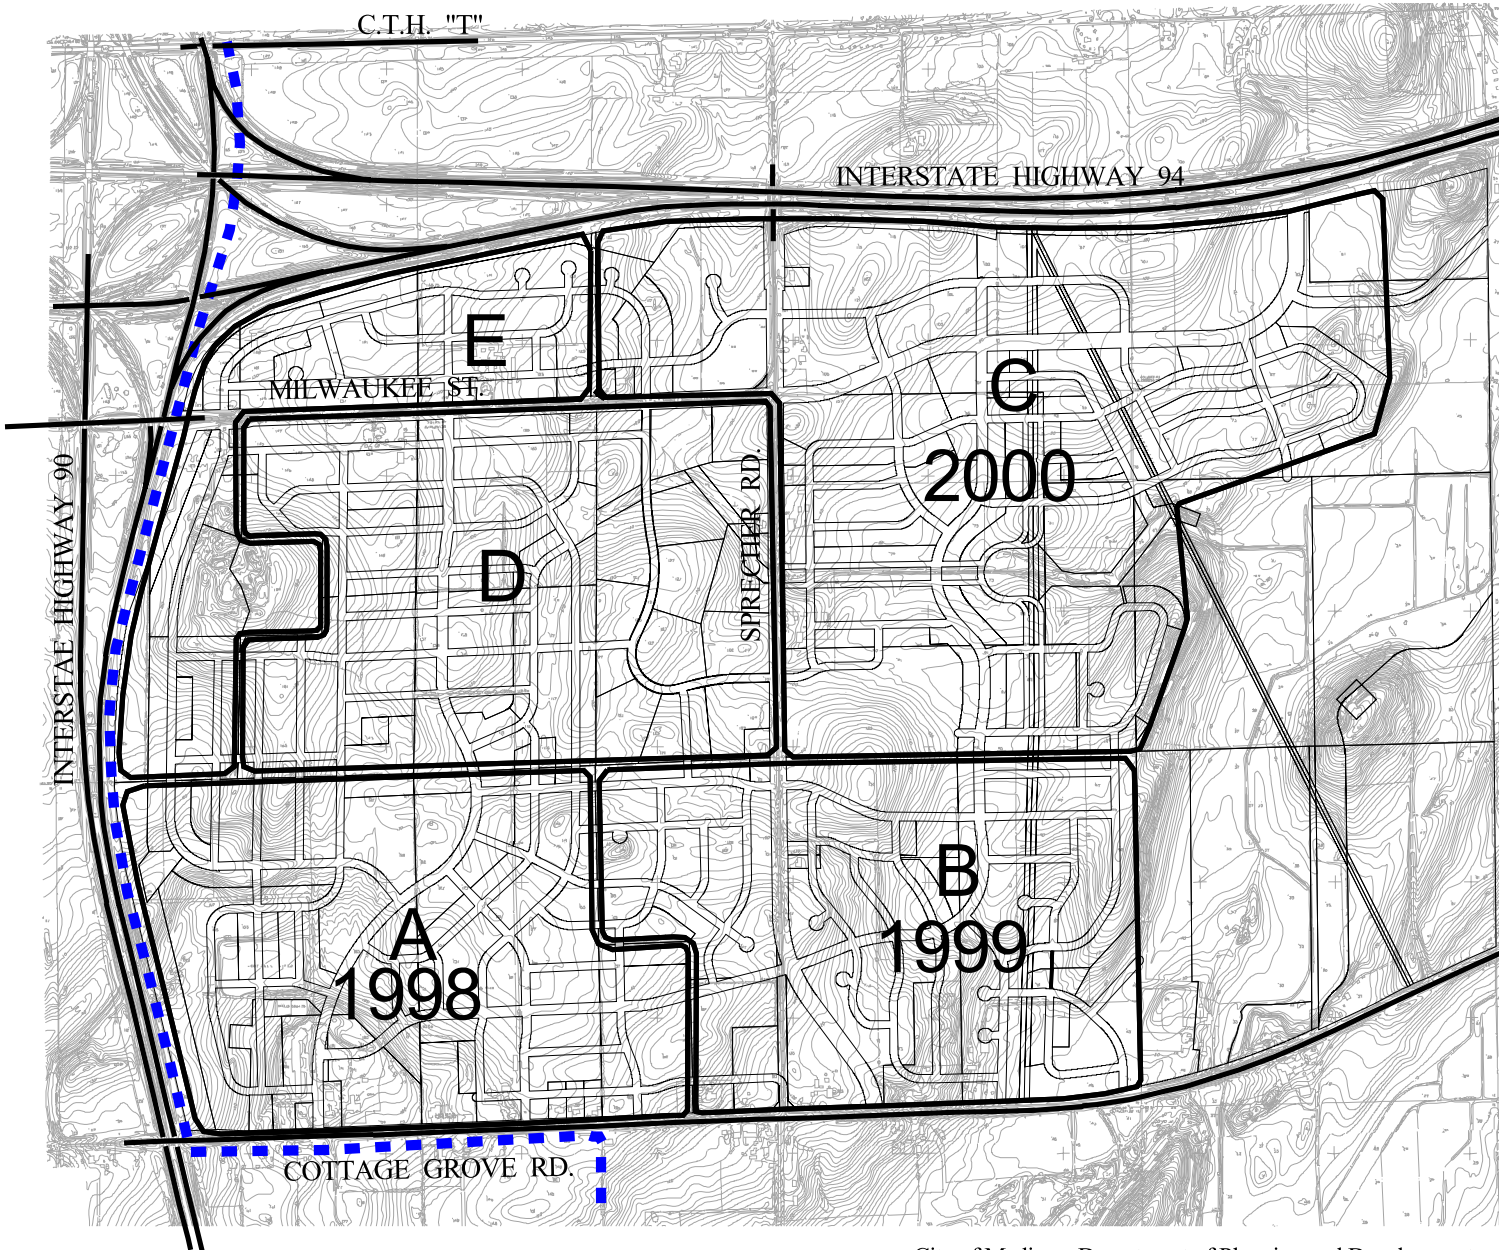 C.T.H. "T"
INTERSTATE HIGHWAY 94
E
MILWAUKEE ST.
C
2000
INTERSTAE HIGHWAY 90
SPRECHER RD.
D
B
1999
A
1998
COTTAGE GROVE RD.